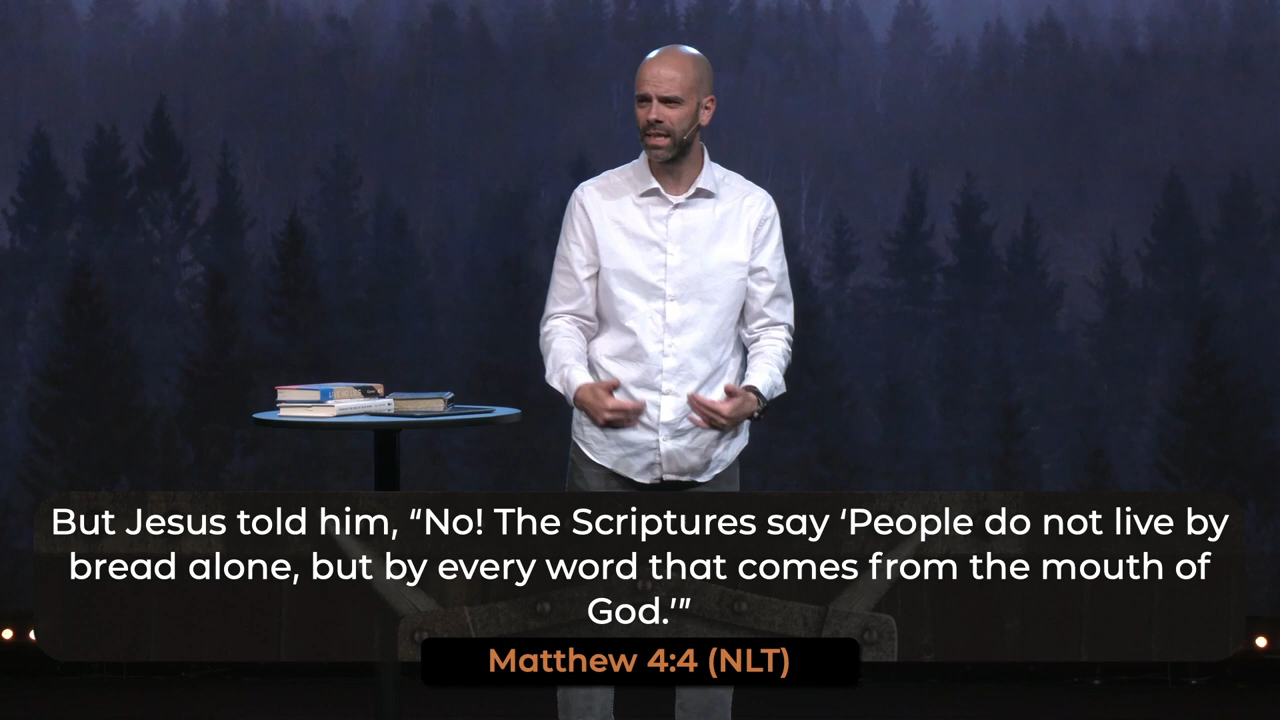 But Jesus told him, “No! The Scriptures say ‘People do not live by
bread alone, but by every word that comes from the mouth of
God.’”
Matthew 4:4 (NLT)